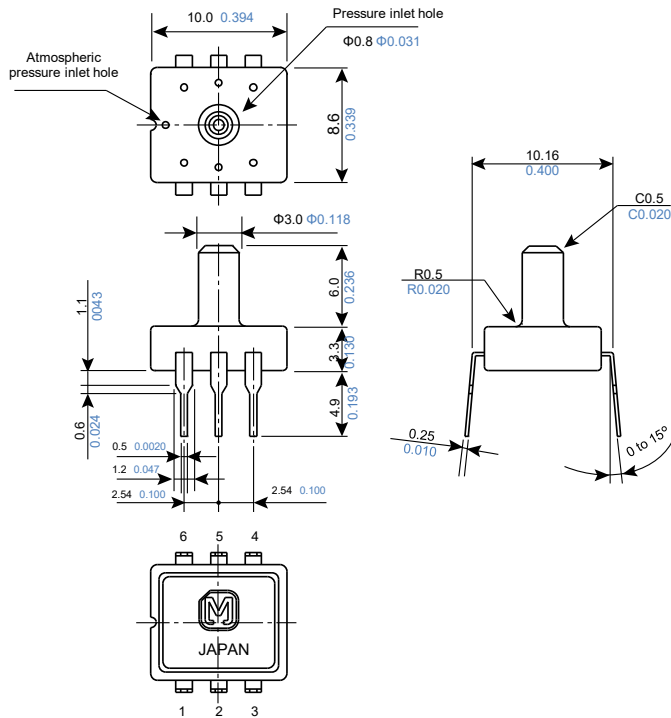 10.0 0.394
Pressure inlet hole
Φ0.8 Φ0.031
Atmospheric
pressure inlet hole
8.6
0.339
10.16
0.400
C0.5
C0.020
Φ3.0 Φ0.118
R0.5
R0.020
1.1
0043
6.0
0.236
3.3
0.130
4.9
0.193
0.6
0.024
0.5 0.0020
1.2 0.047
2.54 0.100
2.54 0.100
0.25
0.010
0 to 15°
6 5 4
M
JAPAN
1 2 3